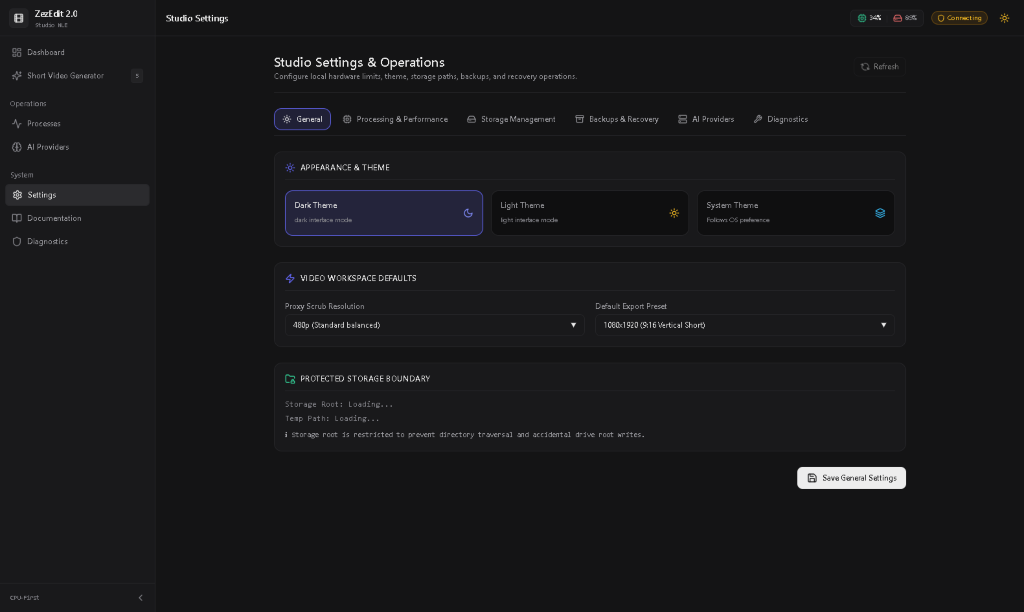 ZezEdit 2.0
Studio NLE
Dashboard
Short Video Generator
5
Operations
Processes
AI Providers
System
Settings
Documentation
Diagnostics
CPU-First
Studio Settings
34%
86%
Connecting
Studio Settings & Operations
Configure local hardware limits, theme, storage paths, backups, and recovery operations.
Refresh
General
Processing & Performance
Storage Management
Backups & Recovery
AI Providers
Diagnostics
APPEARANCE & THEME
Dark Theme
dark interface mode
Light Theme
light interface mode
System Theme
Follows OS preference
VIDEO WORKSPACE DEFAULTS
Proxy Scrub Resolution
480p (Standard balanced)
Default Export Preset
1080x1920 (9:16 Vertical Short)
PROTECTED STORAGE BOUNDARY
Storage Root: Loading...
Temp Path: Loading...
ℹ Storage root is restricted to prevent directory traversal and accidental drive root writes.
Save General Settings